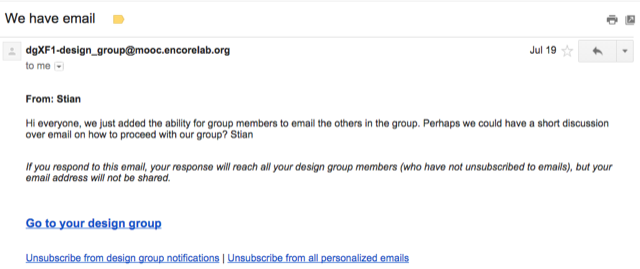 We have email
dgXF1-design_group@mooc.encorelab.org
Jul 19
to me
From: Stian
Hi everyone, we just added the ability for group members to email the others in the group. Perhaps we could have a short discussion
over email on how to proceed with our group? Stian
If you respond to this email, your response will reach all your design group members (who have not unsubscribed to emails), but your
email address will not be shared.
Go to your design group
Unsubscribe from design group notifications | Unsubscribe from all personalized emails